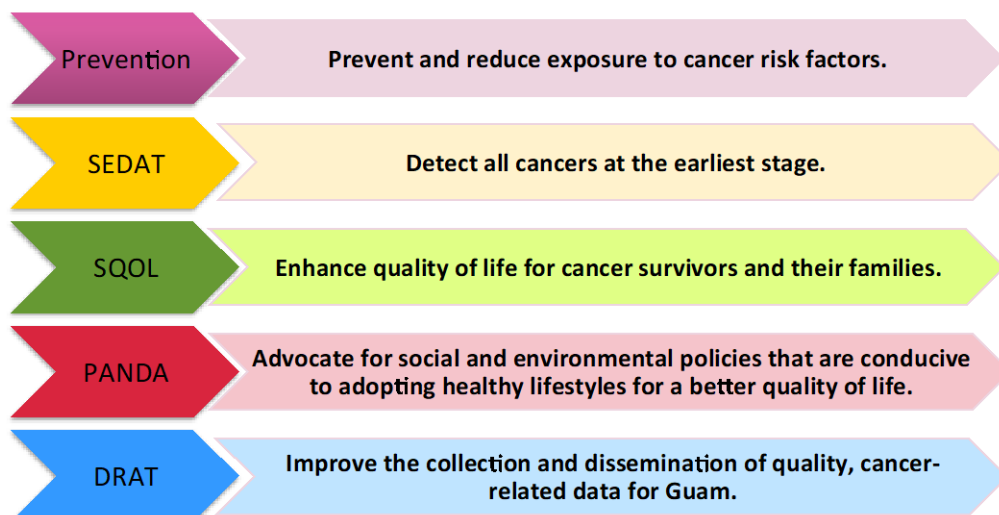 Prevention
Prevent and reduce exposure to cancer risk factors.
SEDAT
Detect all cancers at the earliest stage.
SQOL
Enhance quality of life for cancer survivors and their families.
PANDA
Advocate for social and environmental policies that are conducive
to adopting healthy lifestyles for a better quality of life.
DRAT
Improve the collection and dissemination of quality, cancer-
related data for Guam.